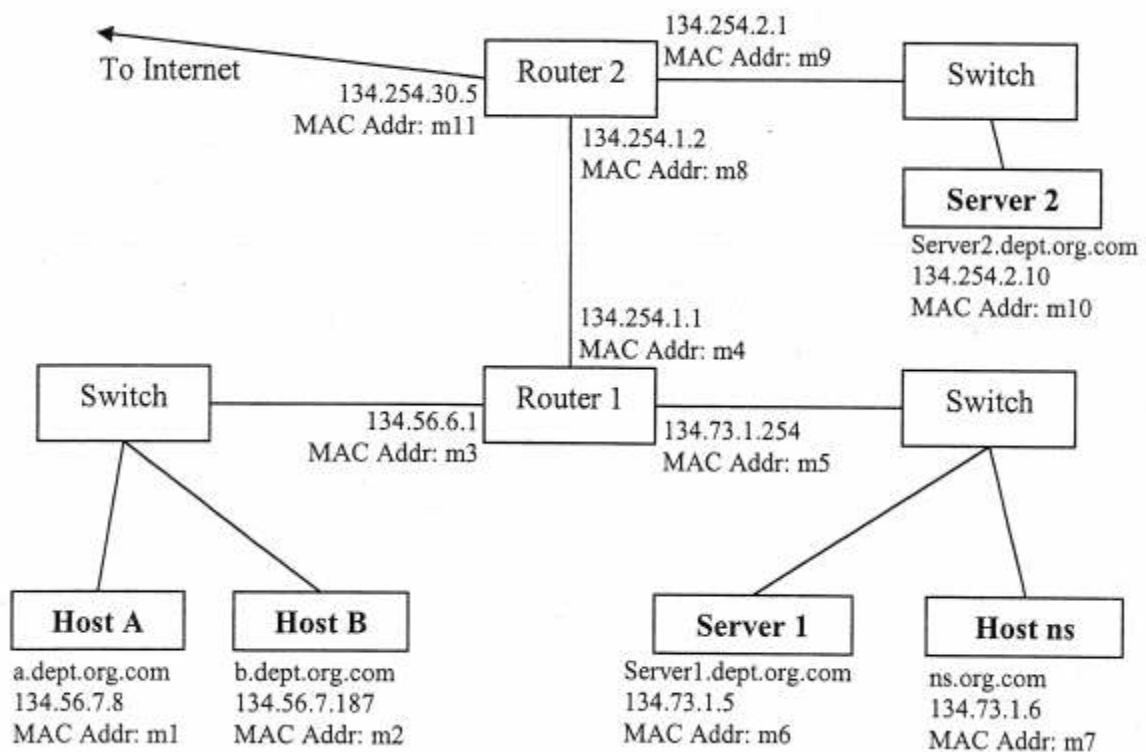 134.254.2.1
MAC Addr: m9
To Internet
Router 2
Switch
134.254.30.5
MAC Addr: m11
134.254.1.2
MAC Addr: m8
Server 2
Server2.dept.org.com
134.254.2.10
MAC Addr: m10
134.254.1.1
MAC Addr: m4
Switch
Router 1
Switch
134.56.6.1
MAC Addr: m3
134.73.1.254
MAC Addr: m5
Host A
a.dept.org.com
134.56.7.8
MAC Addr: m1
Host B
b.dept.org.com
134.56.7.187
MAC Addr: m2
Server 1
Server1.dept.org.com
134.73.1.5
MAC Addr: m6
Host ns
ns.org.com
134.73.1.6
MAC Addr: m7